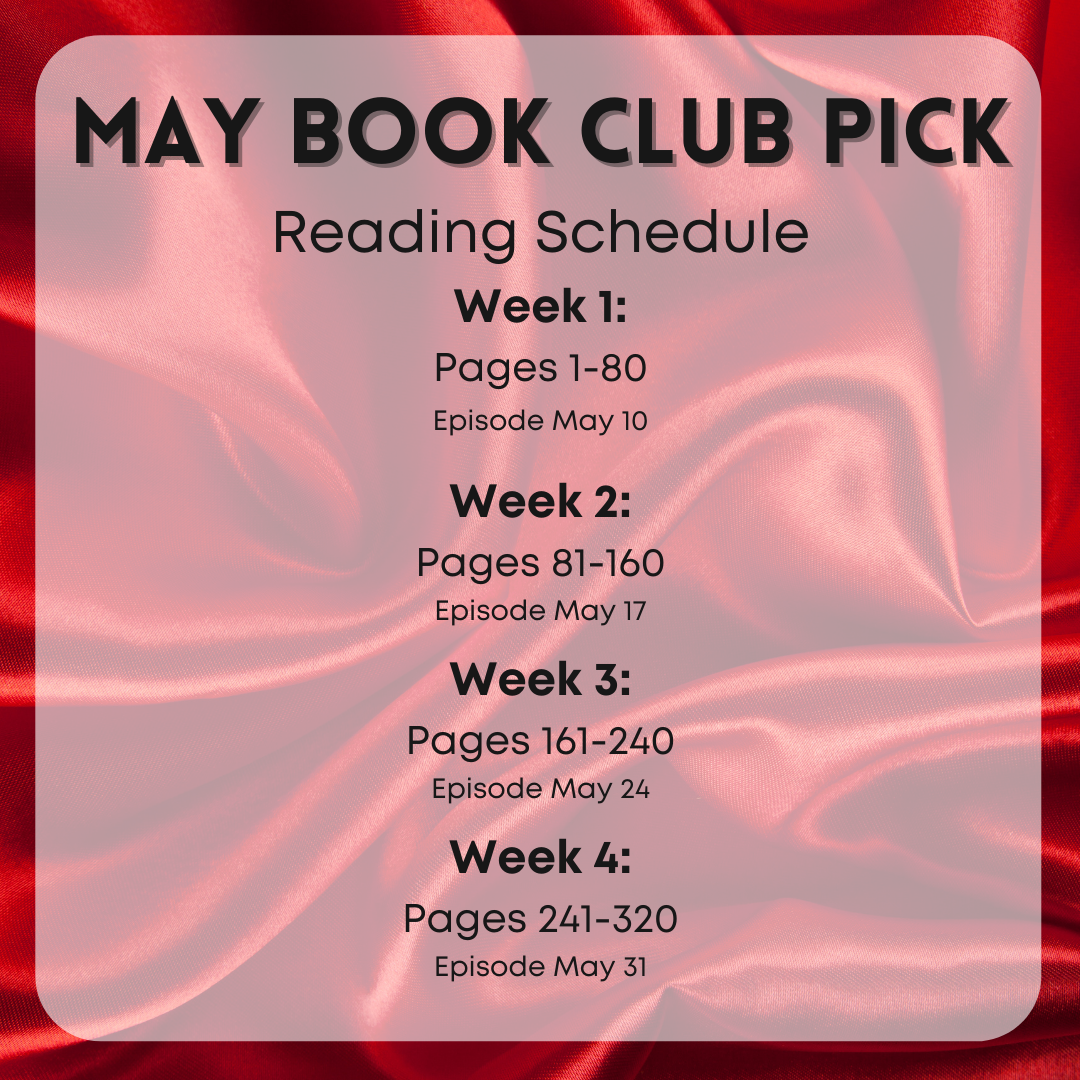 MAY BOOK CLUB PICK
Reading Schedule
Week 1:
Pages 1-80
Episode May 10
Week 2:
Pages 81-160
Episode May 17
Week 3:
Pages 161-240
Episode May 24
Week 4:
Pages 241-320
Episode May 31